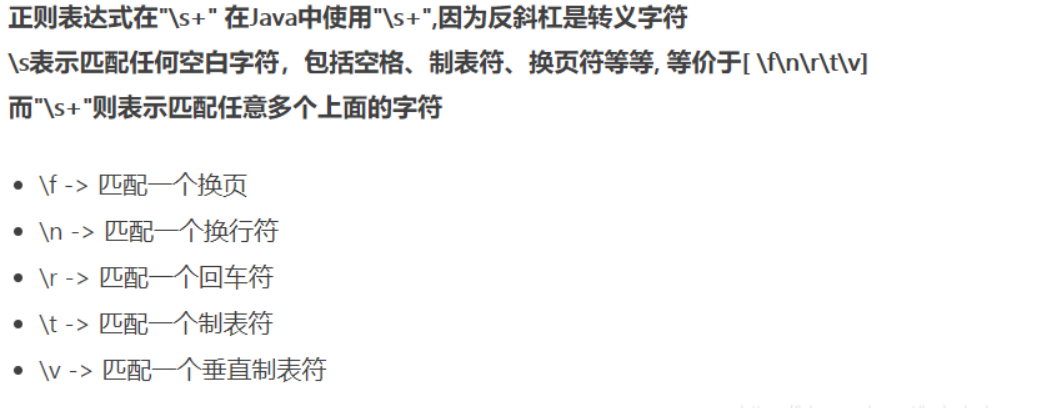 正则表达式在"\s+" 在Java中使用"\s+",因为反斜杠是转义字符
\s表示匹配任何空白字符，包括空格、制表符、换页符等等, 等价于[ \f\n\r\t\v]
而"\s+"则表示匹配任意多个上面的字符
• \f -> 匹配一个换页
• \n -> 匹配一个换行符
• \r -> 匹配一个回车符
• \t -> 匹配一个制表符
• \v -> 匹配一个垂直制表符